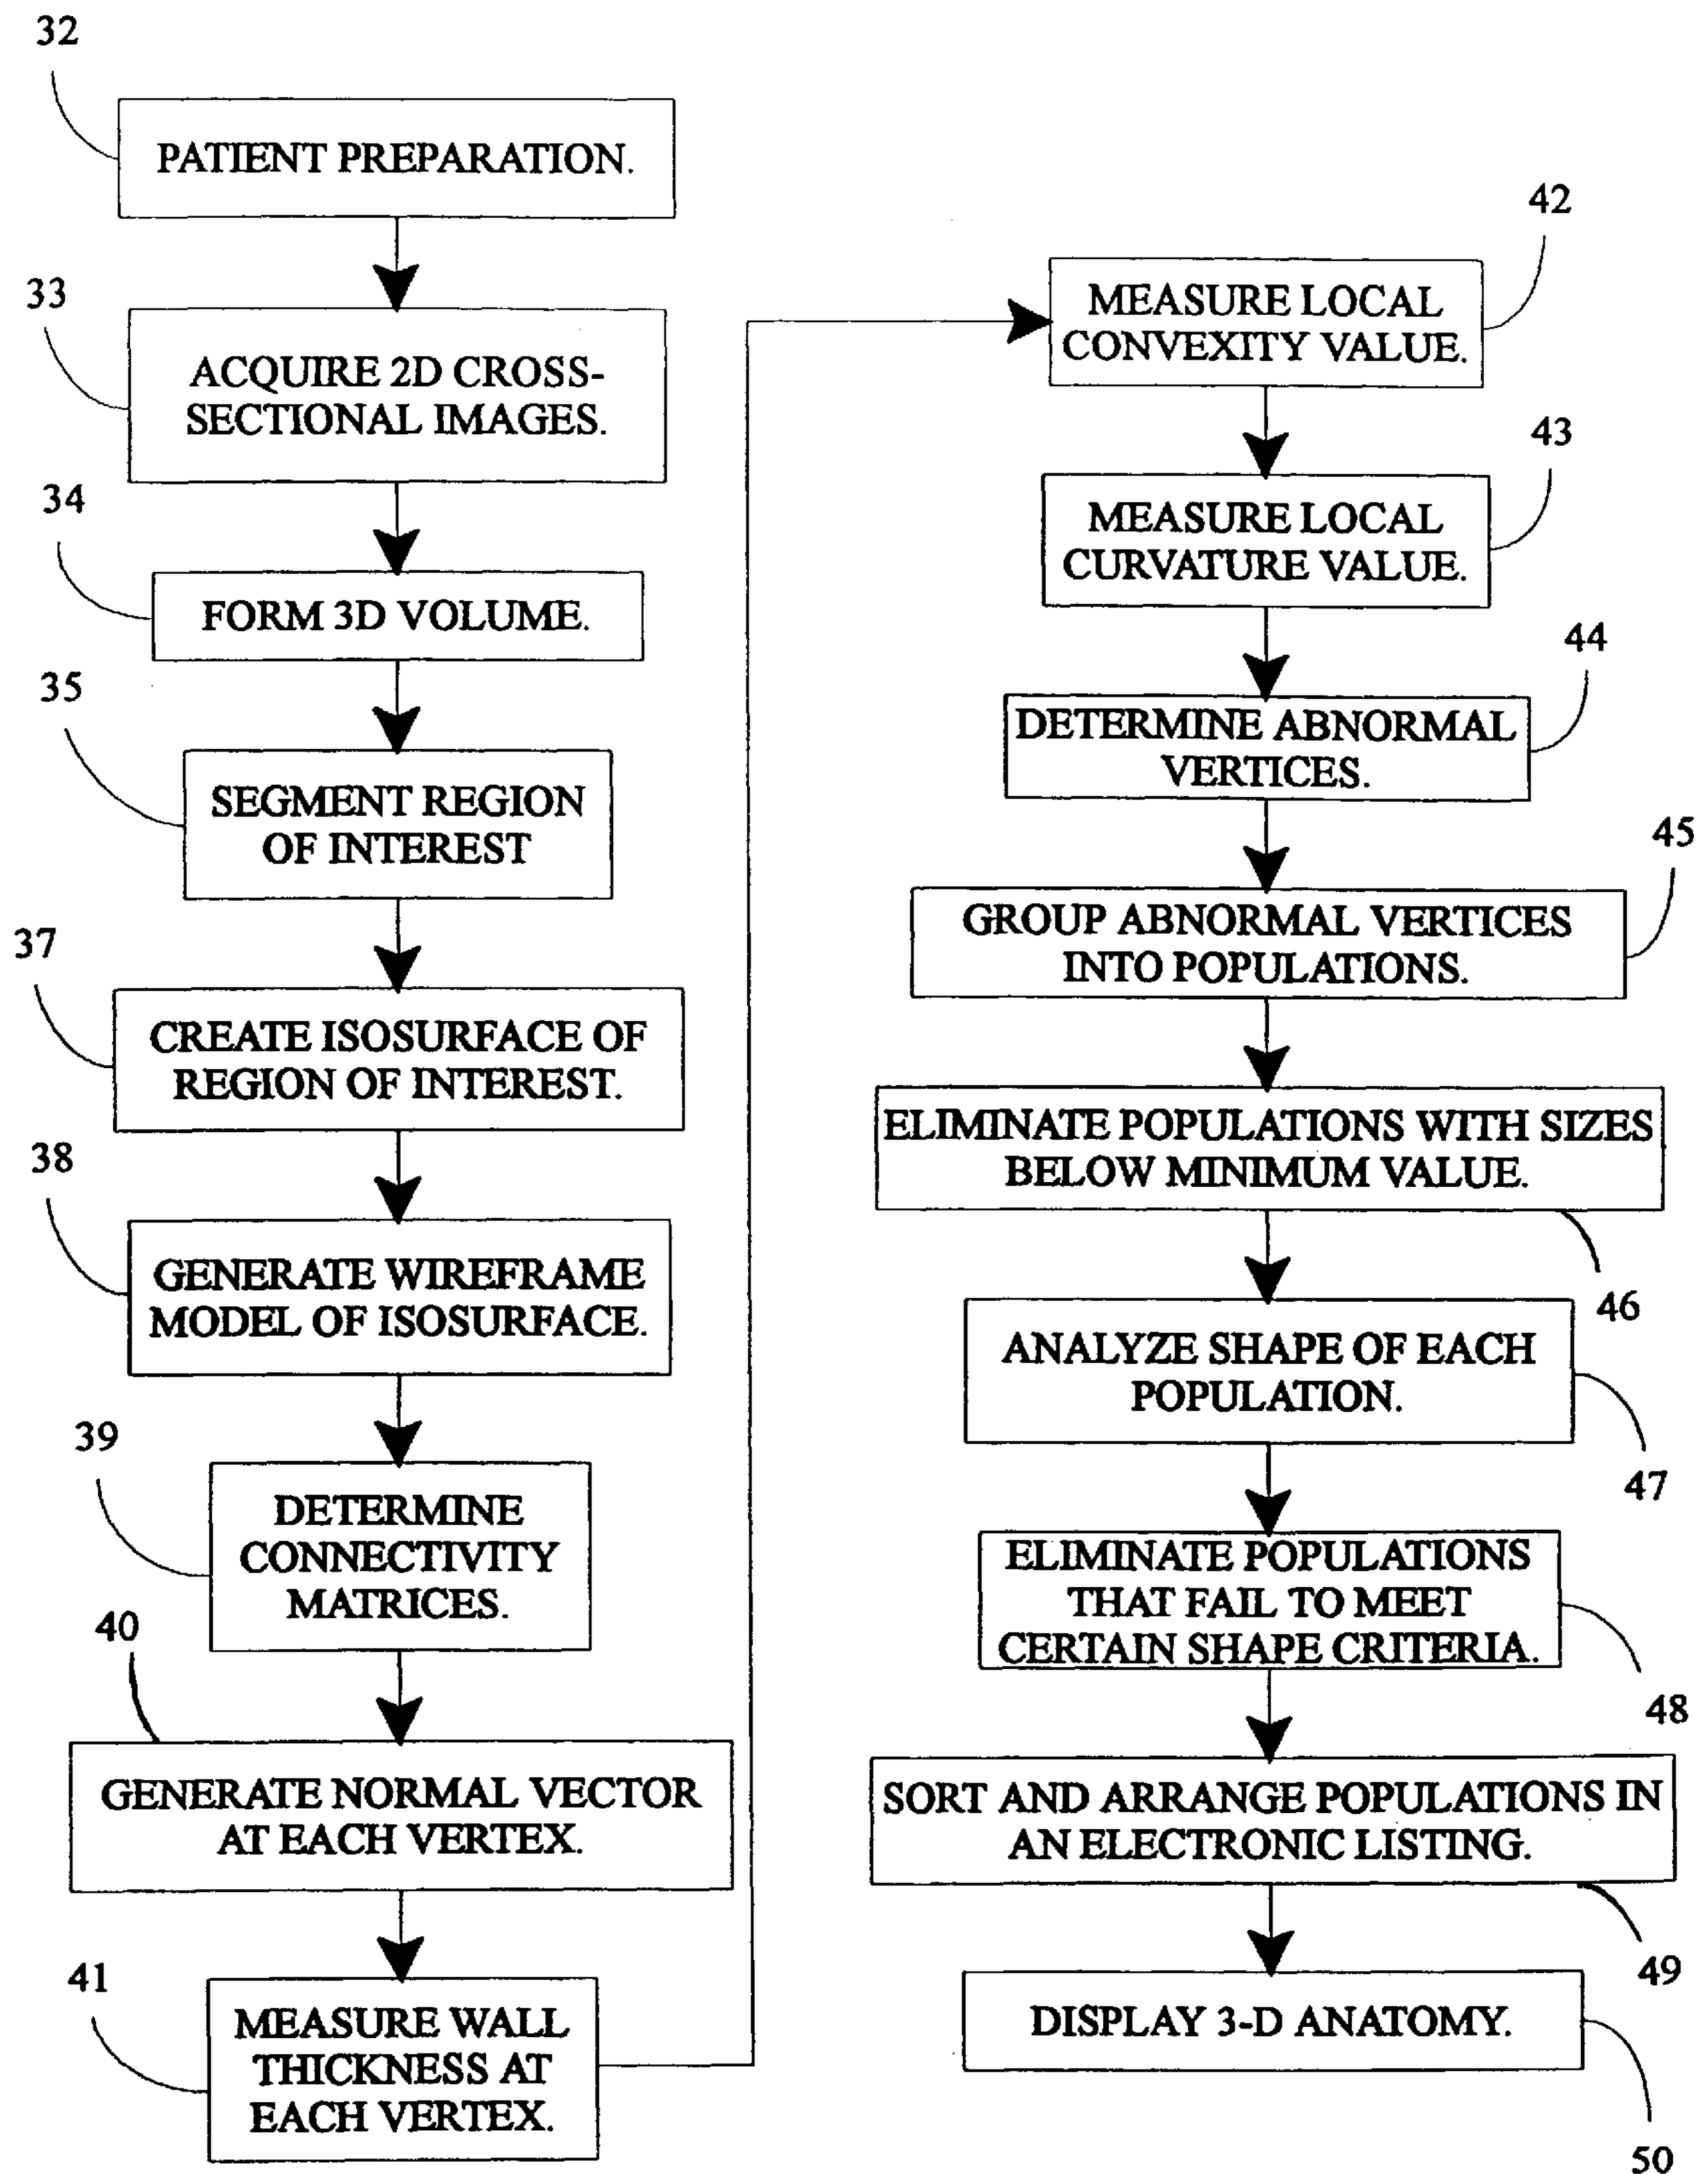 32
PATIENT PREPARATION.
33
ACQUIRE 2D CROSS-
SECTIONAL IMAGES.
34
FORM 3D VOLUME.
35
SEGMENT REGION
OF INTEREST
37
CREATE ISOSURFACE OF
REGION OF INTEREST.
38
GENERATE WIREFRAME
MODEL OF ISOSURFACE.
39
DETERMINE
CONNECTIVITY
MATRICES.
40
GENERATE NORMAL VECTOR
AT EACH VERTEX.
41
MEASURE WALL
THICKNESS AT
EACH VERTEX.
42
MEASURE LOCAL
CONVEXITY VALUE.
43
MEASURE LOCAL
CURVATURE VALUE.
44
DETERMINE ABNORMAL
VERTICES.
45
GROUP ABNORMAL VERTICES
INTO POPULATIONS.
ELIMINATE POPULATIONS WITH SIZES
BELOW MINIMUM VALUE.
46
ANALYZE SHAPE OF EACH
POPULATION.
47
ELIMINATE POPULATIONS
THAT FAIL TO MEET
CERTAIN SHAPE CRITERIA.
48
SORT AND ARRANGE POPULATIONS IN
AN ELECTRONIC LISTING.
49
DISPLAY 3-D ANATOMY.
50